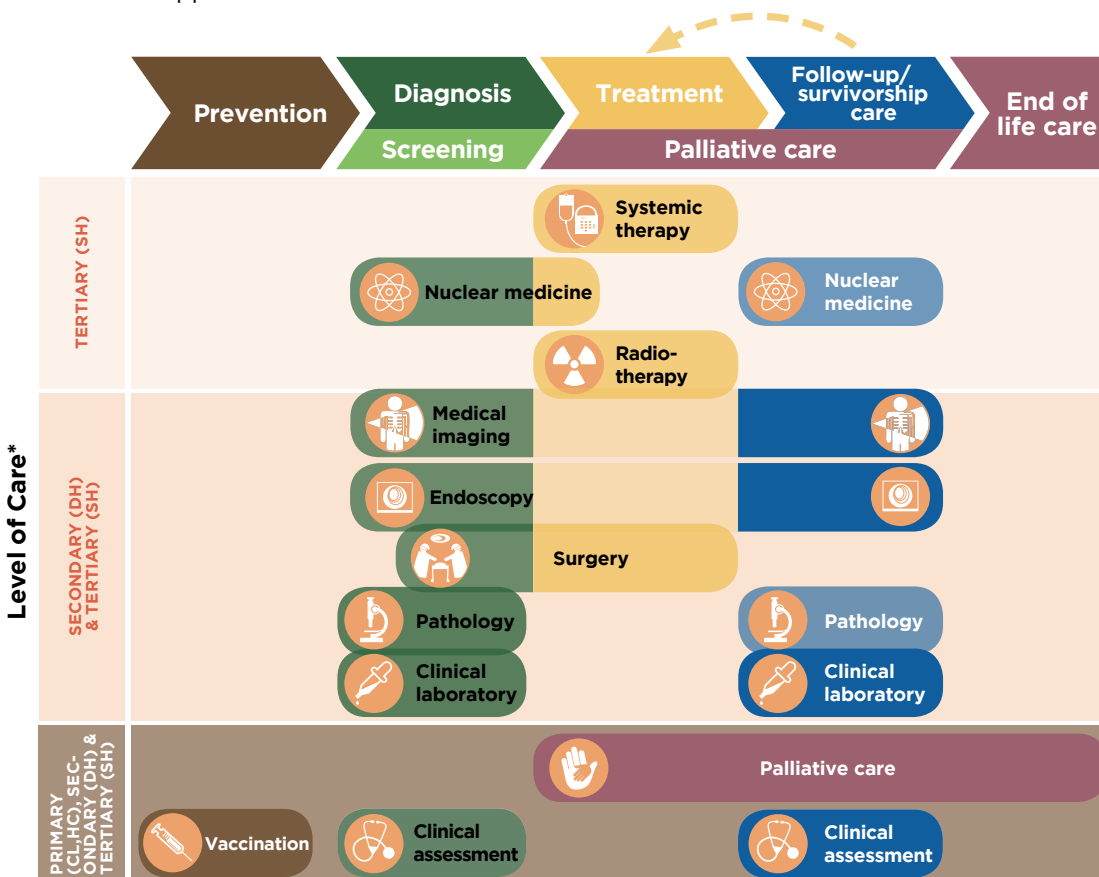 Prevention
Diagnosis
Screening
Treatment
Follow-up/
survivorship
care
Palliative care
End of
life care
Level of Care*
TERTIARY (SH)
Systemic
therapy
Nuclear medicine
Nuclear
medicine
Radio-
therapy
SECONDARY (DH)
& TERTIARY (SH)
Medical
imaging
Endoscopy
Surgery
Pathology
Pathology
Clinical
laboratory
Clinical
laboratory
PRIMARY
(CL,HC), SEC-
ONDARY (DH) &
TERTIARY (SH)
Palliative care
Vaccination
Clinical
assessment
Clinical
assessment